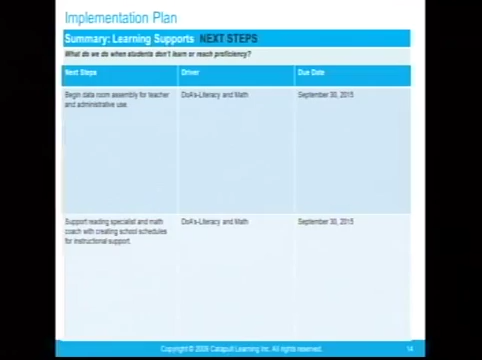 Implementation Plan
Summary: Learning Supports NEXT STEPS
What do we do when students don't learn or reach proficiency?
Next Steps Driver Due Date
Begin data room assembly for teacher
and administrative use.
DoA's-Literacy and Math
September 30, 2015
Support reading specialist and math
coach with creating school schedules
for instructional support.
DoA's-Literacy and Math
September 30, 2015
Copyright © 2009 Catapult Learning Inc. All rights reserved. 14